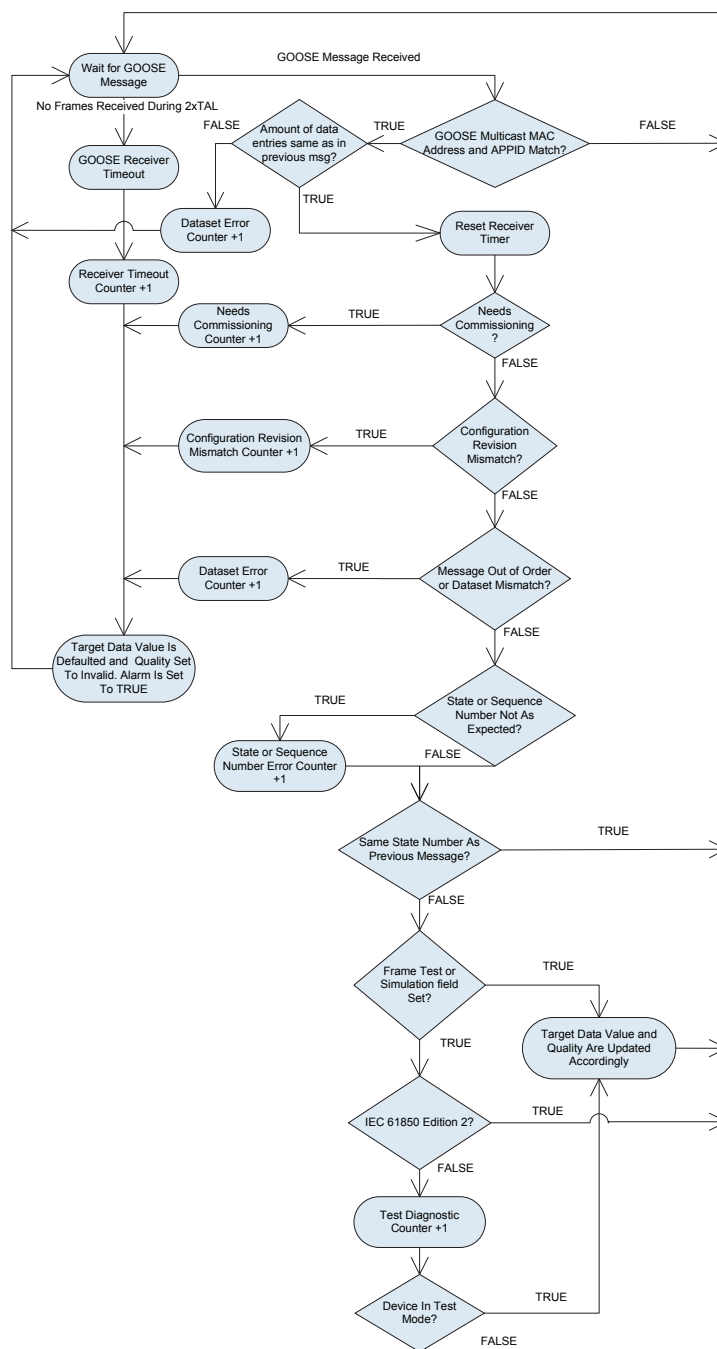 Wait for GOOSE
Message
GOOSE Message Received
No Frames Received During 2xTAL
GOOSE Receiver
Timeout
FALSE
Amount of data
entries same as in
previous msg?
TRUE
GOOSE Multicast MAC
Address and APPID Match?
FALSE
TRUE
Dataset Error
Counter +1
Reset Receiver
Timer
Receiver Timeout
Counter +1
Needs
Commissioning
Counter +1
TRUE
Needs
Commissioning
?
FALSE
Configuration Revision
Mismatch Counter +1
TRUE
Configuration
Revision
Mismatch?
FALSE
Dataset Error
Counter +1
TRUE
Message Out of Order
or Dataset Mismatch?
FALSE
Target Data Value Is
Defaulted and Quality Set
To Invalid. Alarm Is Set
To TRUE
TRUE
State or Sequence
Number Not As
Expected?
State or Sequence
Number Error Counter
+1
FALSE
Same State Number As
Previous Message?
TRUE
FALSE
Frame Test or
Simulation field
Set?
TRUE
TRUE
Target Data Value and
Quality Are Updated
Accordingly
IEC 61850 Edition 2?
TRUE
FALSE
Test Diagnostic
Counter +1
Device In Test
Mode?
TRUE
FALSE